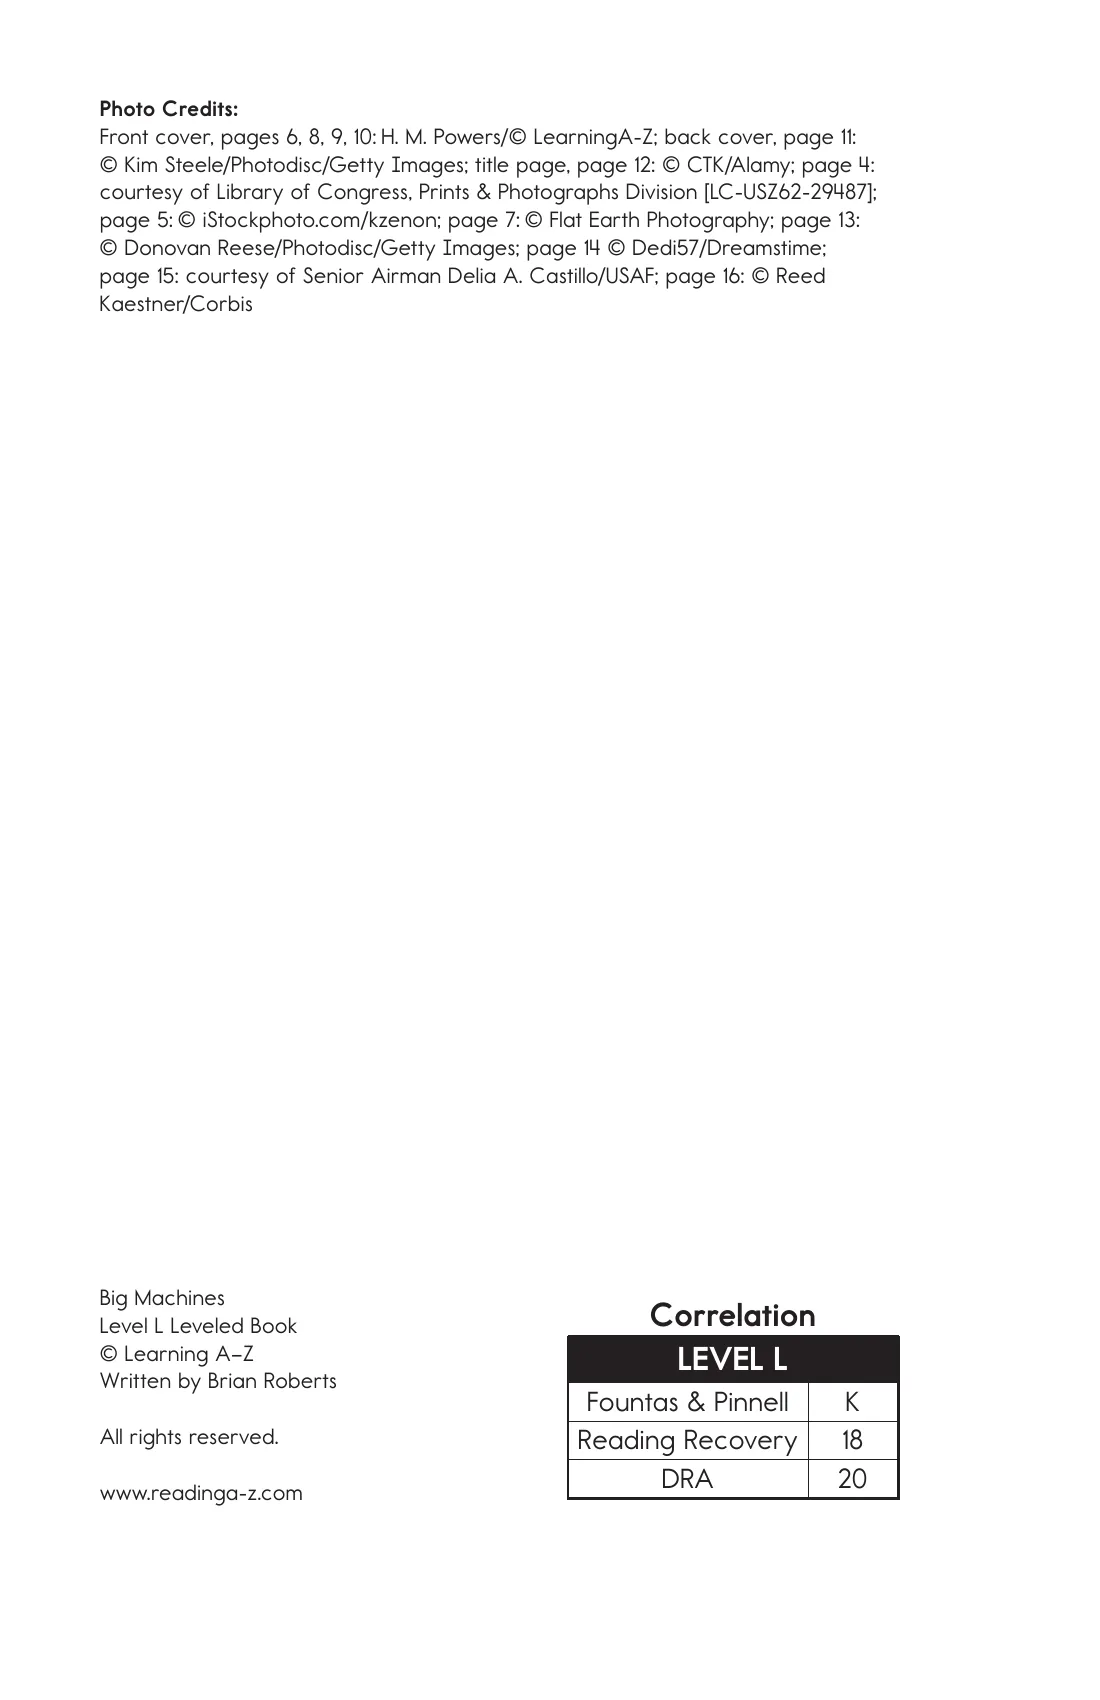 Photo Credits:
Front cover, pages 6, 8, 9, 10: H. M. Powers/© LearningA-Z; back cover, page 11:
© Kim Steele/Photodisc/Getty Images; title page, page 12: © CTK/Alamy; page 4:
courtesy of Library of Congress, Prints & Photographs Division [LC-USZ62-29487];
page 5: © iStockphoto.com/kzenon; page 7: © Flat Earth Photography; page 13:
© Donovan Reese/Photodisc/Getty Images; page 14 © Dedi57/Dreamstime;
page 15: courtesy of Senior Airman Delia A. Castillo/USAF; page 16: © Reed
Kaestner/Corbis
Big Machines
Level L Leveled Book
© Learning A–Z
Written by Brian Roberts
All rights reserved.
www.readinga-z.com
Correlation
LEVEL L
Fountas & Pinnell K
Reading Recovery 18
DRA 20